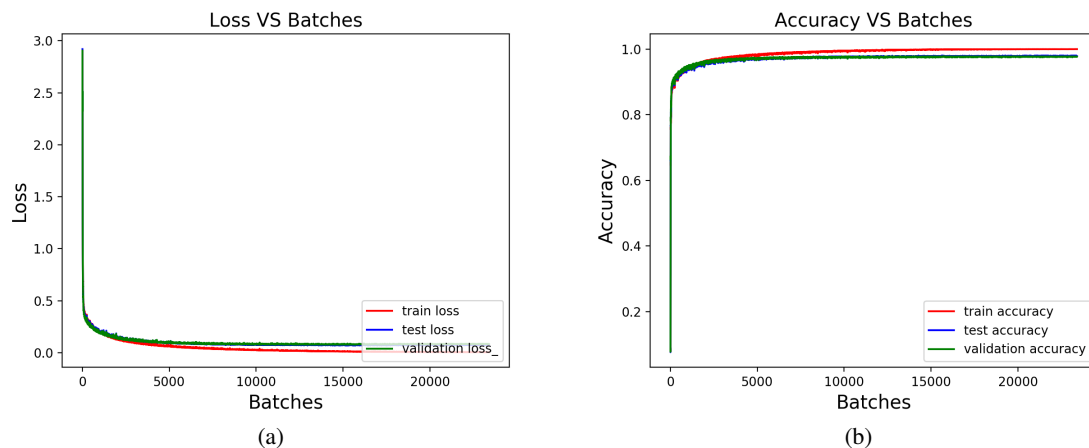 Loss VS Batches
3.0
2.5
2.0
1.5
1.0
0.5
0.0
Loss
0
5000
10000
15000
20000
Batches
train loss
test loss
validation loss_
(a)
Accuracy VS Batches
1.0
0.8
0.6
0.4
0.2
Accuracy
0
5000
10000
15000
20000
Batches
train accuracy
test accuracy
validation accuracy
(b)